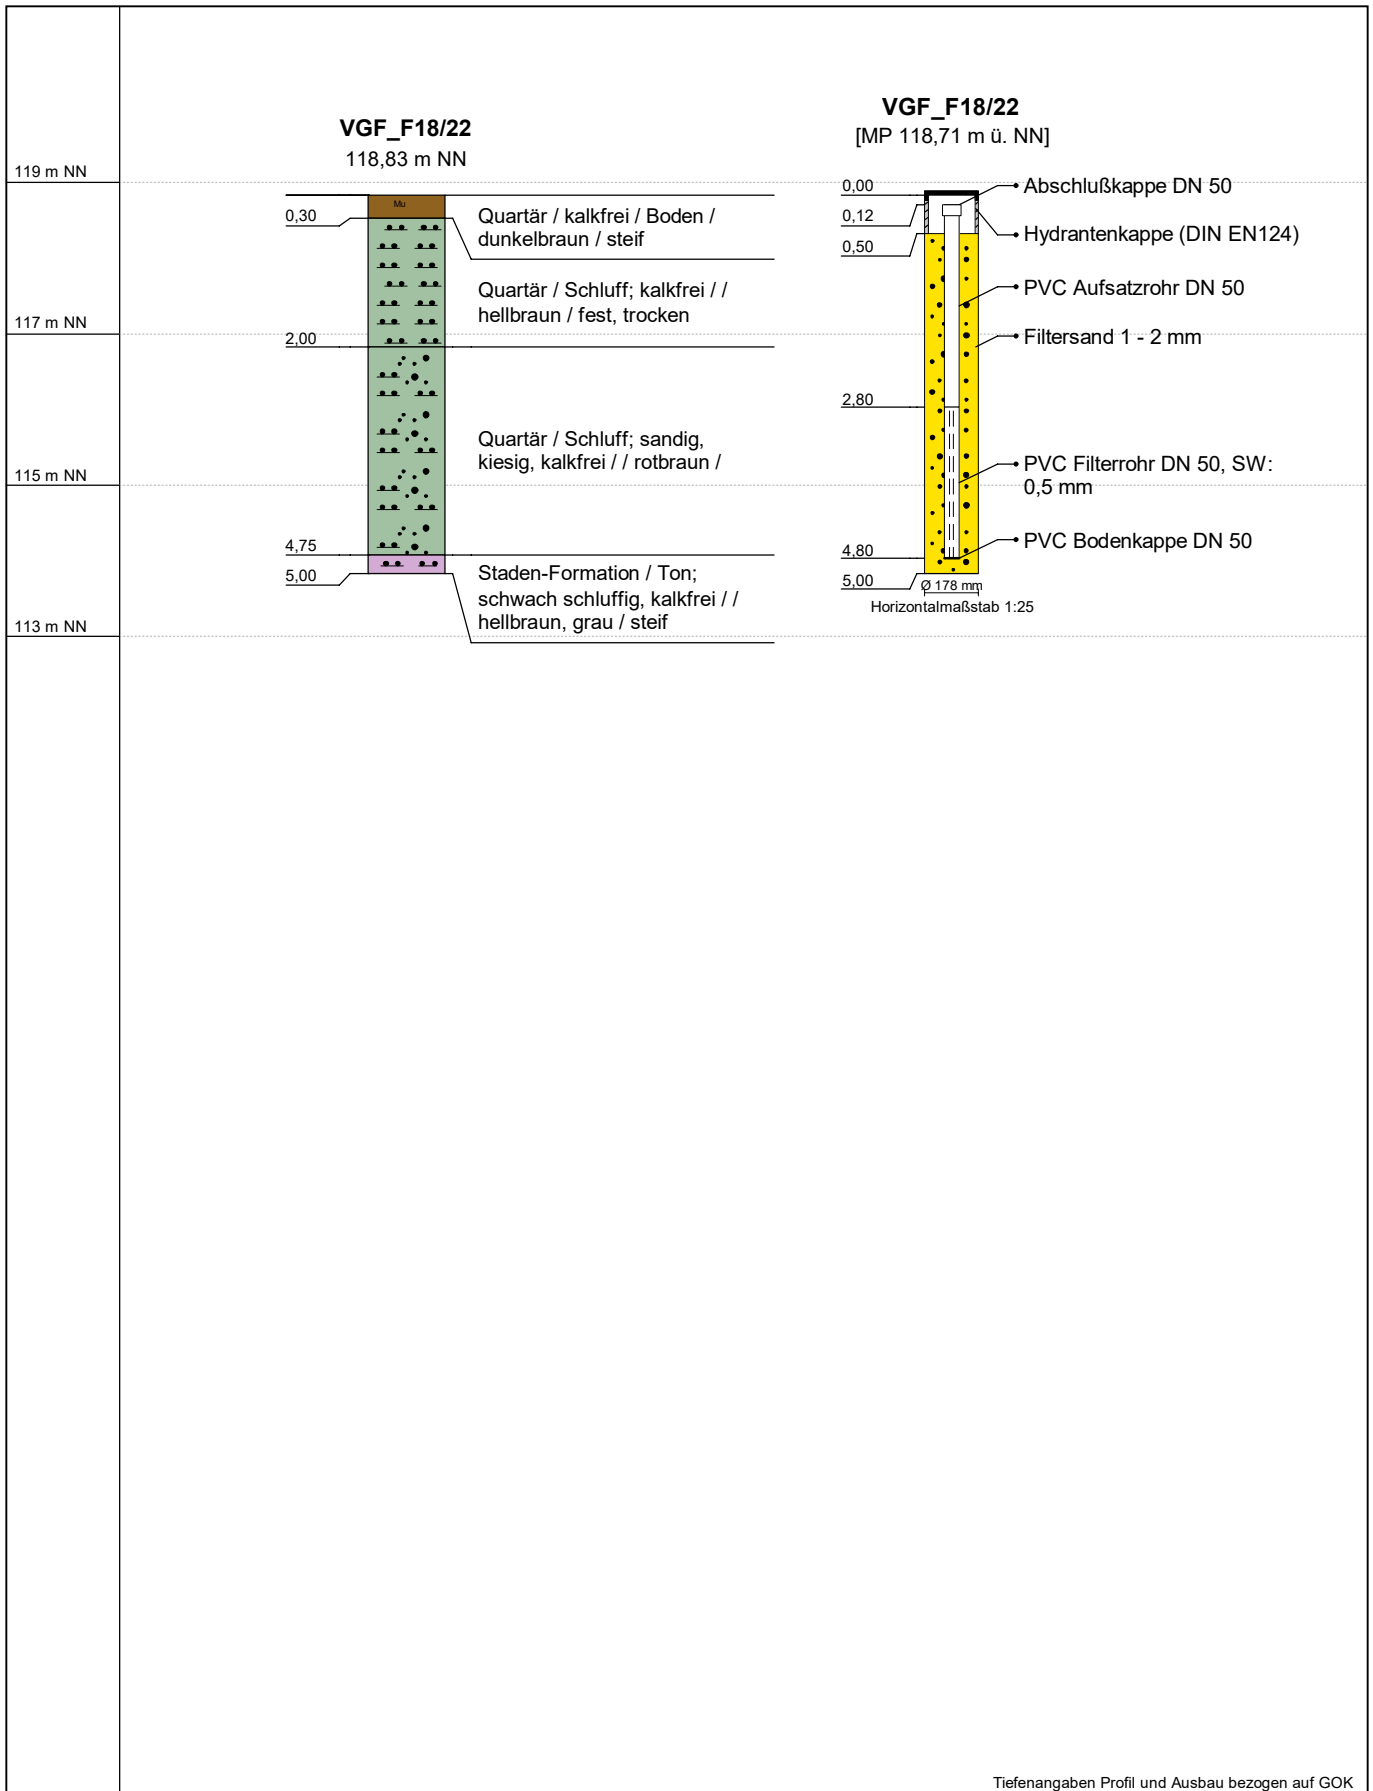 VGF_F18/22
118,83 m NN
VGF_F18/22
[MP 118,71 m ü. NN]
119 m NN
117 m NN
115 m NN
113 m NN
Mu
0,30
2,00
4,75
5,00
Quartär / kalkfrei / Boden /
dunkelbraun / steif
Quartär / Schluff; kalkfrei / /
hellbraun / fest, trocken
Quartär / Schluff; sandig,
kiesig, kalkfrei / / rotbraun /
Staden-Formation / Ton;
schwach schluffig, kalkfrei / /
hellbraun, grau / steif
0,00
0,12
0,50
2,80
4,80
5,00
Abschlußkappe DN 50
Hydrantenkappe (DIN EN124)
PVC Aufsatzrohr DN 50
Filtersand 1 - 2 mm
PVC Filterrohr DN 50, SW:
0,5 mm
PVC Bodenkappe DN 50
Ø 178 mm
Horizontalmaßstab 1:25
Tiefenangaben Profil und Ausbau bezogen auf GOK